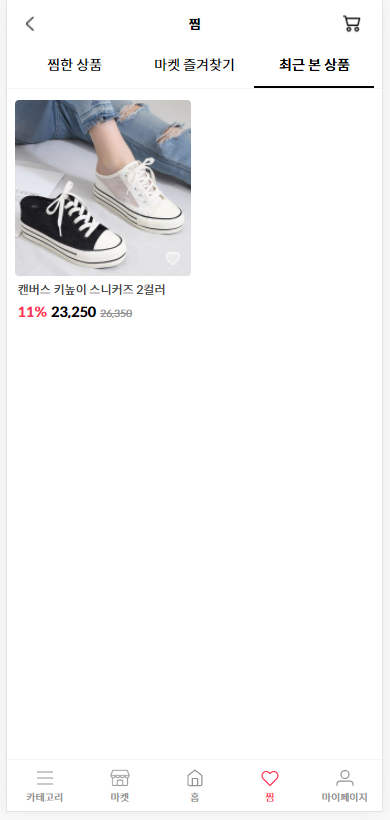 찜
찜한 상품
마켓 즐겨찾기
최근 본 상품
캔버스 키높이 스니커즈 2컬러
11% 23,250 26,350
카테고리
마켓
홈
찜
마이페이지